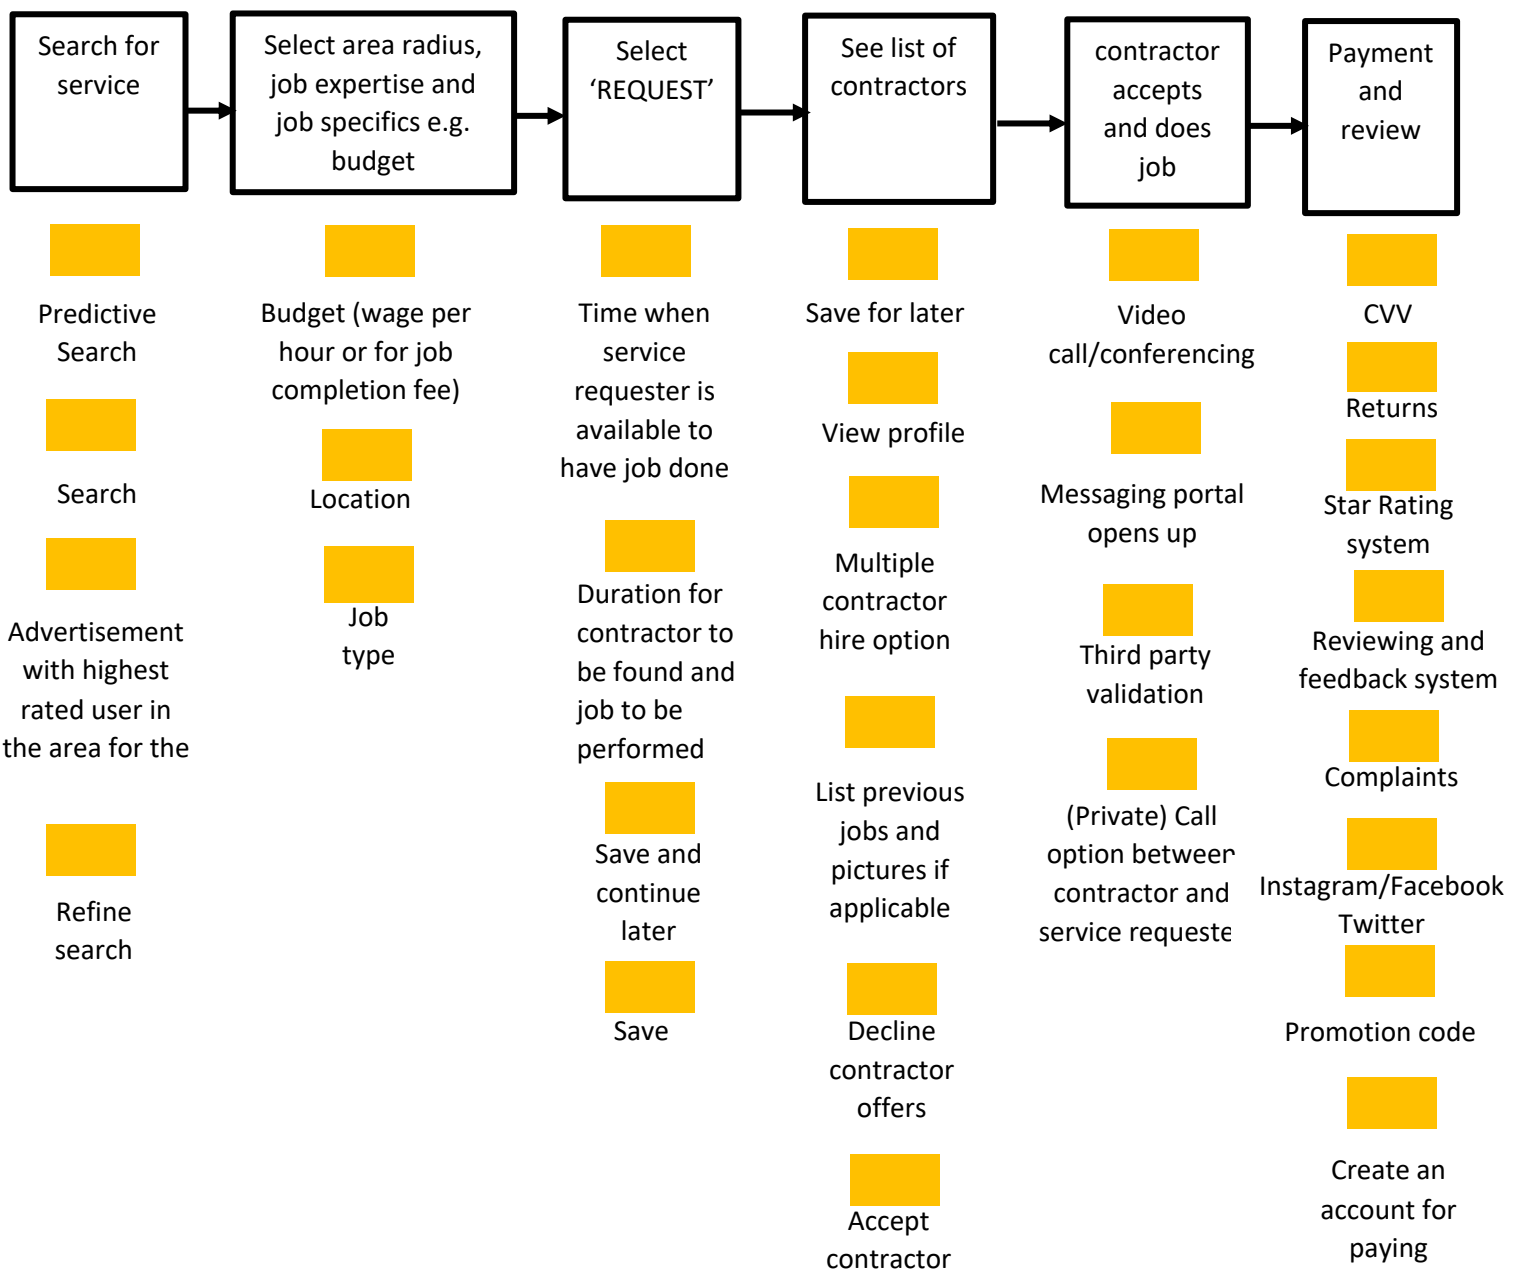 Search for
service
Select area radius,
job expertise and
job specifics e.g.
budget
Select
‘REQUEST’
See list of
contractors
contractor
accepts
and does
job
Payment
and
review
Predictive
Search
Search
Advertisement
with highest
rated user in
the area for the
Refine
search
Budget (wage per
hour or for job
completion fee)
Location
Job
type
Time when
service
requester is
available to
have job done
Duration for
contractor to
be found and
job to be
performed
Save and
continue
later
Save
Save for later
View profile
Multiple
contractor
hire option
List previous
jobs and
pictures if
applicable
Decline
contractor
offers
Accept
contractor
Video
call/conferencing
Messaging portal
opens up
Third party
validation
(Private) Call
option between
contractor and
service requeste
CVV
Returns
Star Rating
system
Reviewing and
feedback system
Complaints
Instagram/Facebook
Twitter
Promotion code
Create an
account for
paying